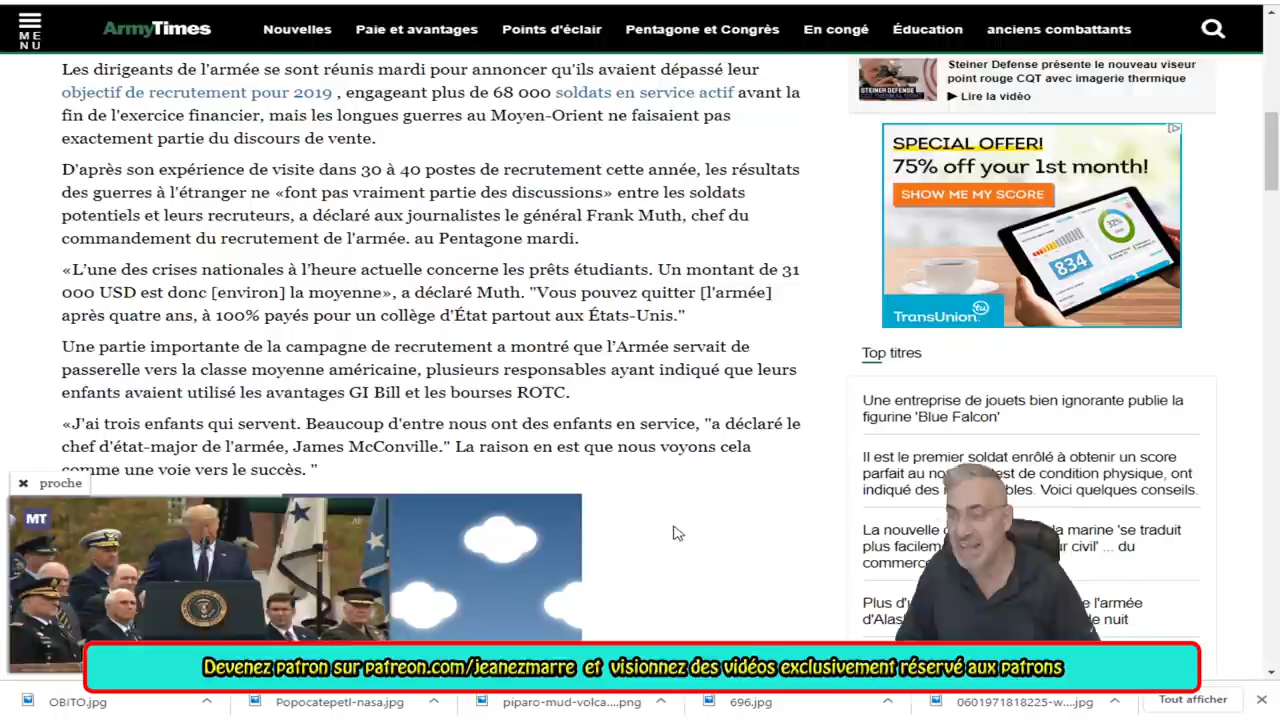 ME
NU
ArmyTimes
Nouvelles
Paie et avantages
Points d'éclair
Pentagone et Congrès
En congé
Éducation
anciens combattants
Les dirigeants de l'armée se sont réunis mardi pour annoncer qu'ils avaient dépassé leur
objectif de recrutement pour 2019 , engageant plus de 68 000 soldats en service actif avant la
fin de l'exercice financier, mais les longues guerres au Moyen-Orient ne faisaient pas
exactement partie du discours de vente.
D'après son expérience de visite dans 30 à 40 postes de recrutement cette année, les résultats
des guerres à l'étranger ne «font pas vraiment partie des discussions» entre les soldats
potentiels et leurs recruteurs, a déclaré aux journalistes le général Frank Muth, chef du
commandement du recrutement de l'armée. au Pentagone mardi.
«L'une des crises nationales à l'heure actuelle concerne les prêts étudiants. Un montant de 31
000 USD est donc [environ] la moyenne», a déclaré Muth. "Vous pouvez quitter [l'armée]
après quatre ans, à 100% payés pour un collège d'État partout aux États-Unis."
Une partie importante de la campagne de recrutement a montré que l'Armée servait de
passerelle vers la classe moyenne américaine, plusieurs responsables ayant indiqué que leurs
enfants avaient utilisé les avantages GI Bill et les bourses ROTC.
«J'ai trois enfants qui servent. Beaucoup d'entre nous ont des enfants en service, "a déclaré le
chef d'état-major de l'armée, James McConville." La raison en est que nous voyons cela
comme une voie vers le succès. "
proche
MT
STEINER DEFENSE
Steiner Defense présente le nouveau viseur
point rouge CQT avec imagerie thermique
Lire la vidéo
SPECIAL OFFER!
75% off your 1st month!
SHOW ME MY SCORE
834
TransUnion
tu
Top titres
Une entreprise de jouets bien ignorante publie la
figurine 'Blue Falcon'
Il est le premier soldat enrôlé à obtenir un score
parfait au est de condition physique, ont
indiqué des Voici quelques conseils.
La nouvelle la marine 'se traduit
plus civil' ... du
Plus e l'armée
d'Alas nuit
Devenez patron sur patreon.com/jeanezmarre et visionnez des vidéos exclusivement réservé aux patrons
OBITO.jpg
Popocatepetl-nasa.jpg
piparo-mud-volca....png
696.jpg
0601971818225-w....jpg
Tout afficher